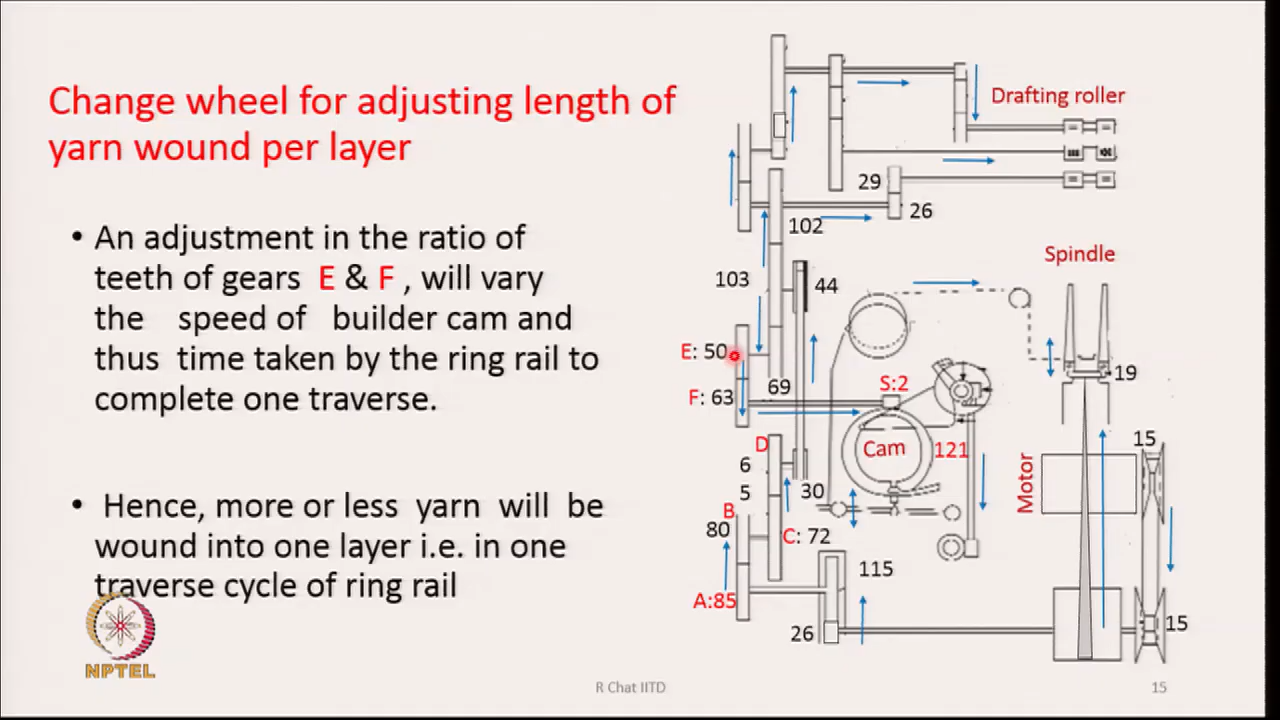 Change wheel for adjusting length of
yarn wound per layer
• An adjustment in the ratio of
teeth of gears E & F , will vary
the speed of builder cam and
thus time taken by the ring rail to
complete one traverse.
• Hence, more or less yarn will be
wound into one layer i.e. in one
traverse cycle of ring rail
Drafting roller
29
26
102
Spindle
103
44
E: 50
19
69
S:2
F: 63
D
Cam
121
15
6
Motor
5
30
B
80
C: 72
115
A:85
26
15
NPTEL
R Chat IITD
15